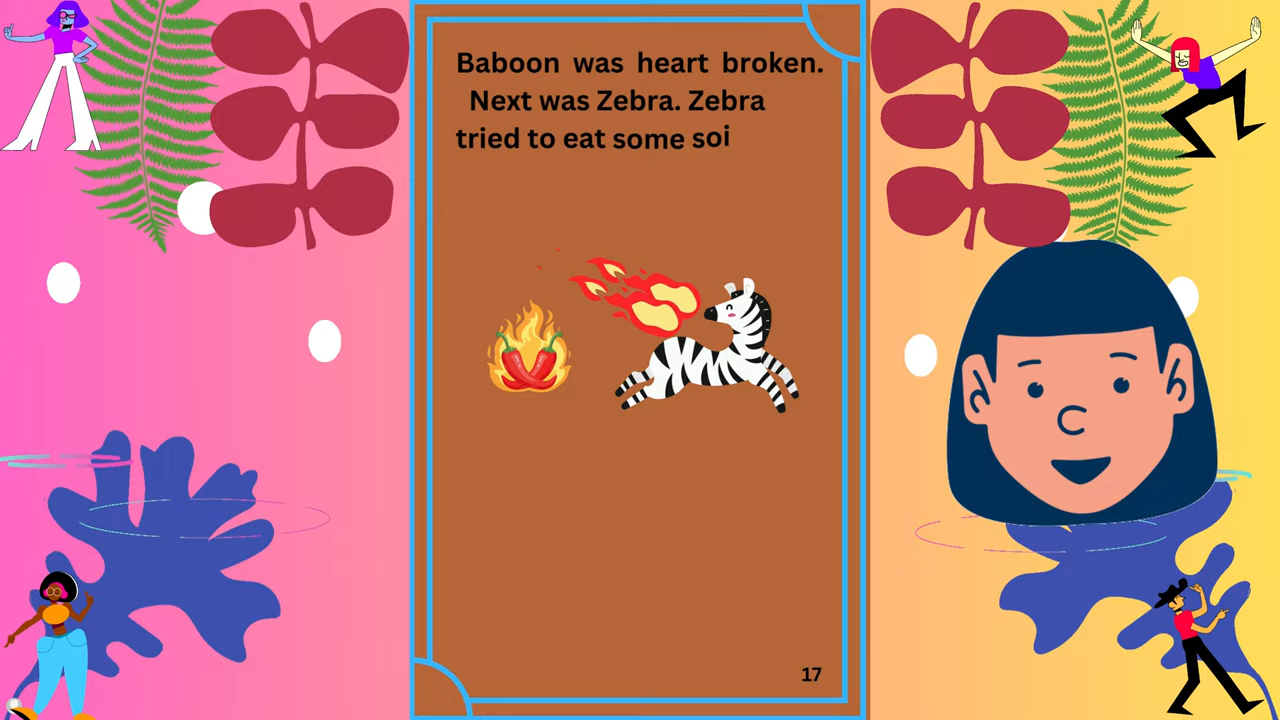 Baboon was heart broken.
Next was Zebra. Zebra
tried to eat some soi
17